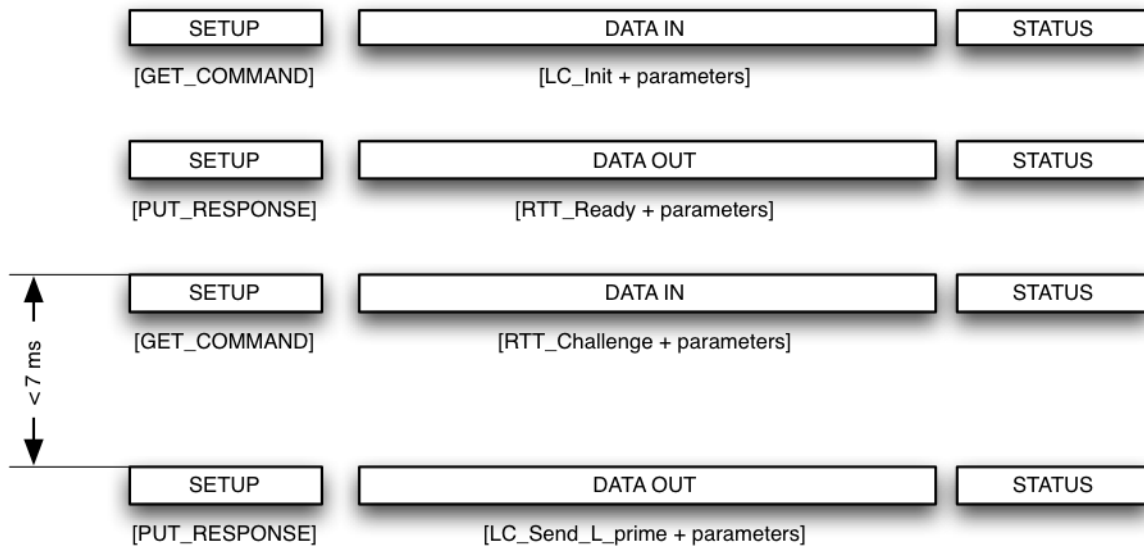 SETUP DATA IN STATUS
[GET_COMMAND] [LC_Init + parameters]
SETUP DATA OUT STATUS
[PUT_RESPONSE] [RTT_Ready + parameters]
SETUP DATA IN STATUS
[GET_COMMAND] [RTT_Challenge + parameters]
< 7 ms
SETUP DATA OUT STATUS
[PUT_RESPONSE] [LC_Send_L_prime + parameters]